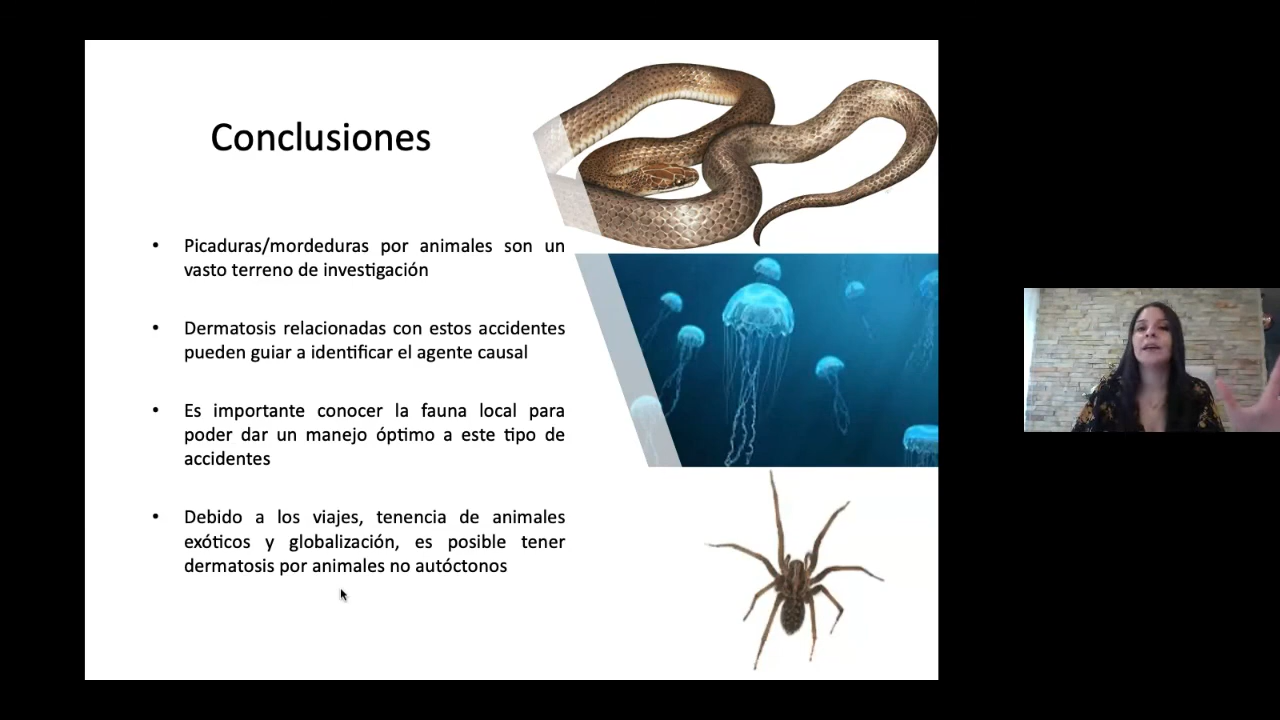 Conclusiones
• Picaduras/mordeduras por animales son un
vasto terreno de investigación
• Dermatosis relacionadas con estos accidentes
pueden guiar a identificar el agente causal
• Es importante conocer la fauna local para
poder dar un manejo óptimo a este tipo de
accidentes
• Debido a los viajes, tenencia de animales
exóticos y globalización, es posible tener
dermatosis por animales no autóctonos